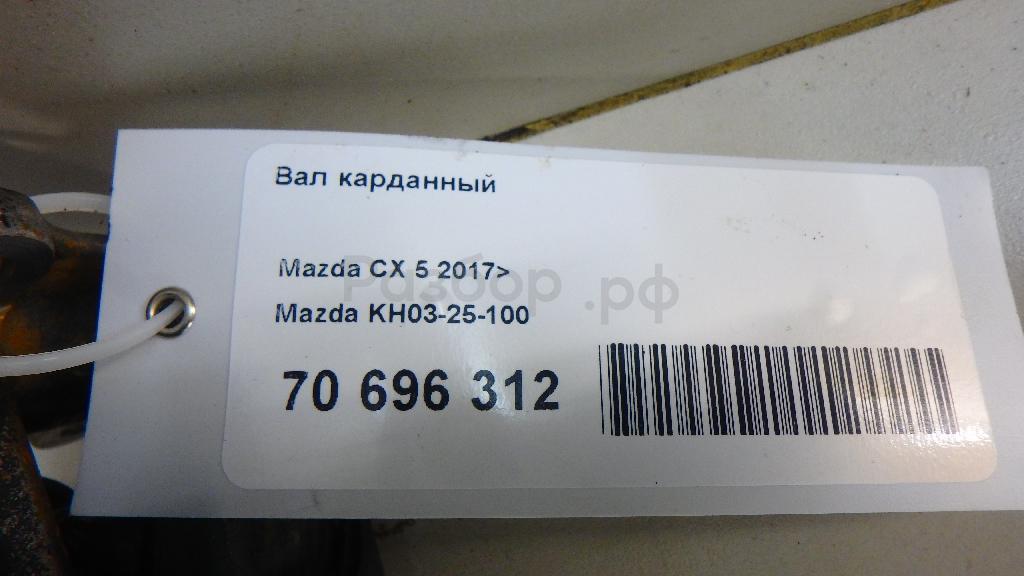 Вал карданный
Mazda CX 5 2017>
Разбор.рф
Mazda KH03-25-100
70 696 312